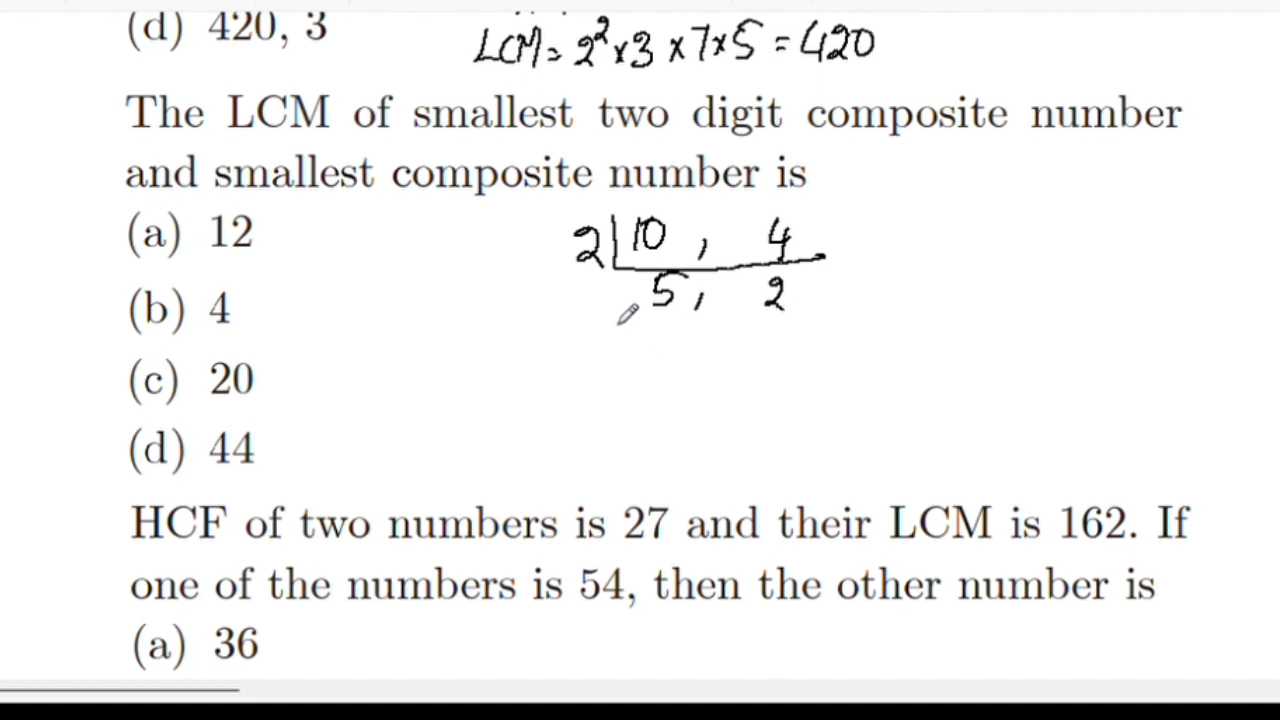 (d) 420, 3
LCM = 2² × 3 × 7 × 5 = 420
The LCM of smallest two digit composite number
and smallest composite number is
(a) 12
2 | 10 , 4
5 , 2
(b) 4
(c) 20
(d) 44
HCF of two numbers is 27 and their LCM is 162. If
one of the numbers is 54, then the other number is
(a) 36